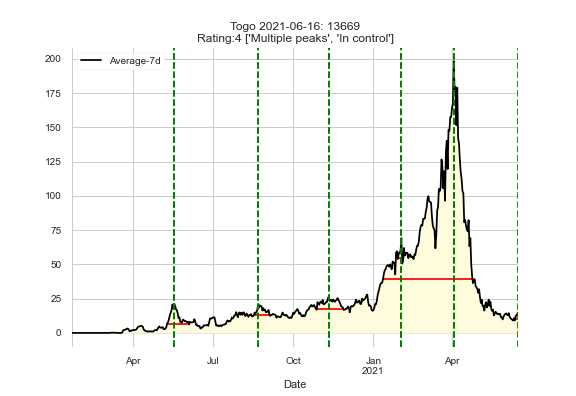 Togo 2021-06-16: 13669
Rating:4 ['Multiple peaks', 'In control']
Average-7d
200
175
150
125
100
75
50
25
0
Apr Jul Oct Jan Apr
2021
Date